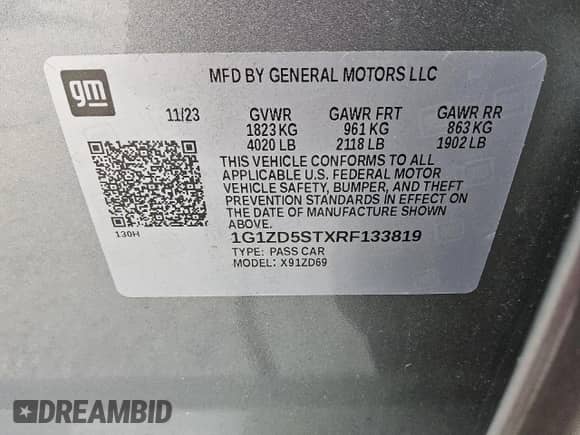 gm
MFD BY GENERAL MOTORS LLC
11/23 GVWR GAWR FRT GAWR RR
1823 KG 961 KG 863 KG
4020 LB 2118 LB 1902 LB
THIS VEHICLE CONFORMS TO ALL
APPLICABLE U.S. FEDERAL MOTOR
VEHICLE SAFETY, BUMPER, AND THEFT
PREVENTION STANDARDS IN EFFECT ON
THE DATE OF MANUFACTURE SHOWN
ABOVE.
130H
1G1ZD5STXRF133819
TYPE: PASS CAR
MODEL: X91ZD69
DREAMBID